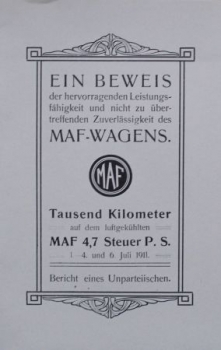 EIN BEWEIS
der hervorragenden Leistungs-
fähigkeit und nicht zu über-
treffenden Zuverlässigkeit des
MAF-WAGENS.
MAF
Tausend Kilometer
auf dem luftgekühlten
MAF 4,7 Steuer P. S.
1.—4. und 6. Juli 1911.
Bericht eines Unparteiischen.